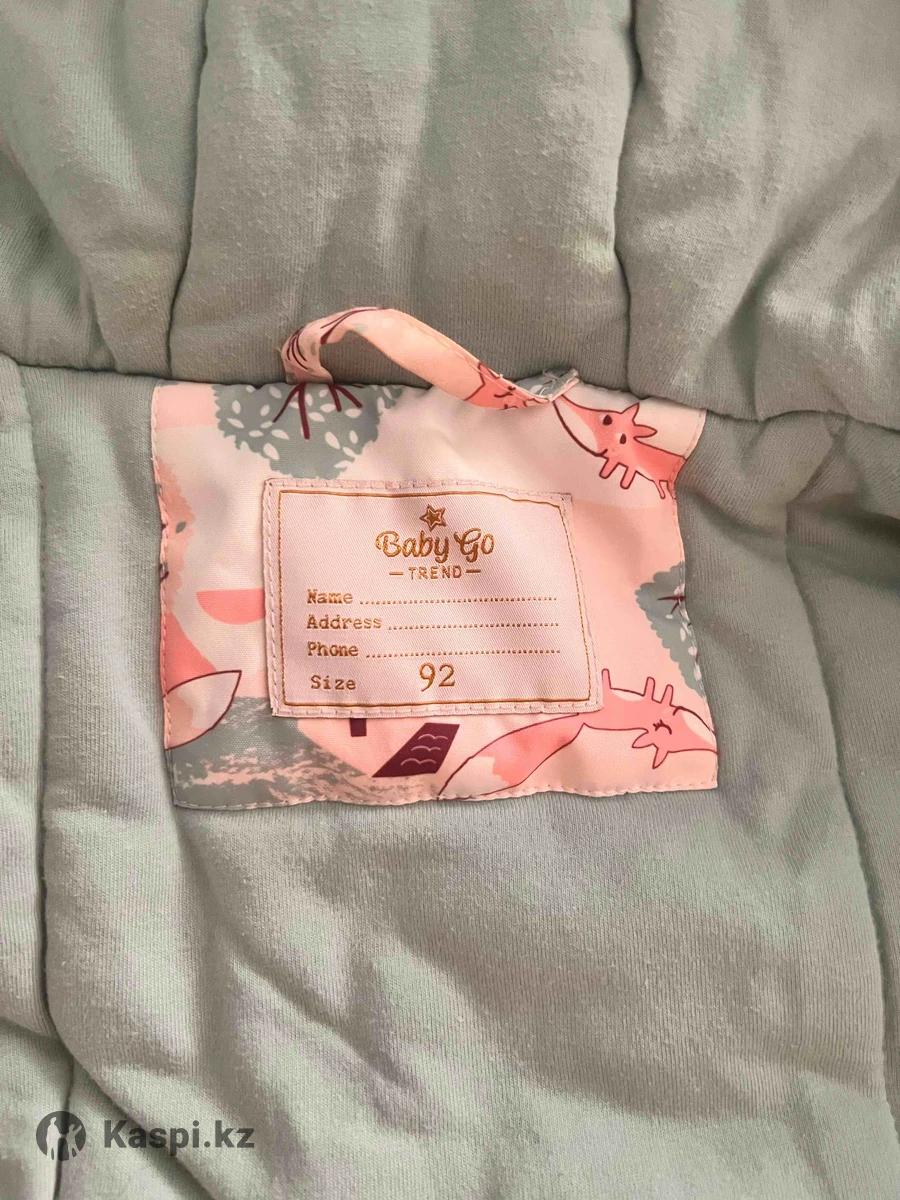 Baby Go
TREND
Name
Address
Phone
Size 92
Kaspi.kz